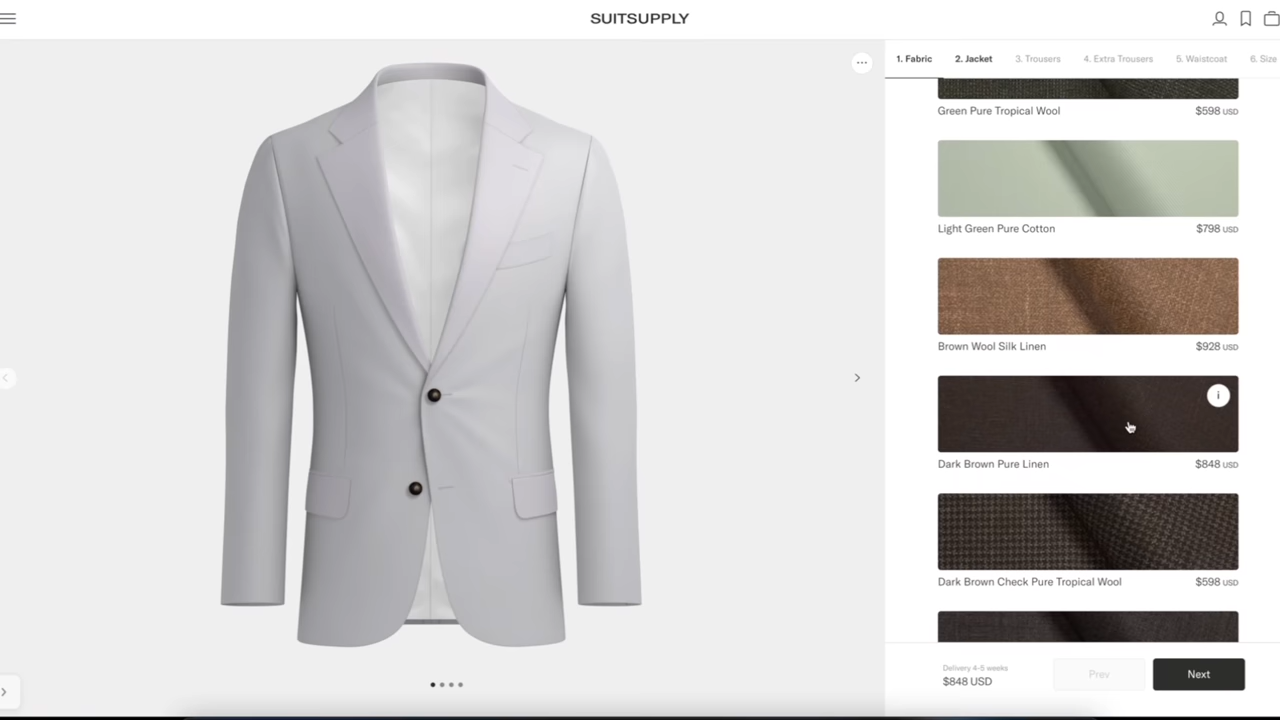 SUITSUPPLY
1. Fabric 2. Jacket 3. Trousers 4. Extra Trousers 5. Waistcoat 6. Size
Green Pure Tropical Wool $598 USD
Light Green Pure Cotton $798 USD
Brown Wool Silk Linen $928 USD
i
Dark Brown Pure Linen $848 USD
Dark Brown Check Pure Tropical Wool $598 USD
Delivery 4-5 weeks
$848 USD
Prev
Next